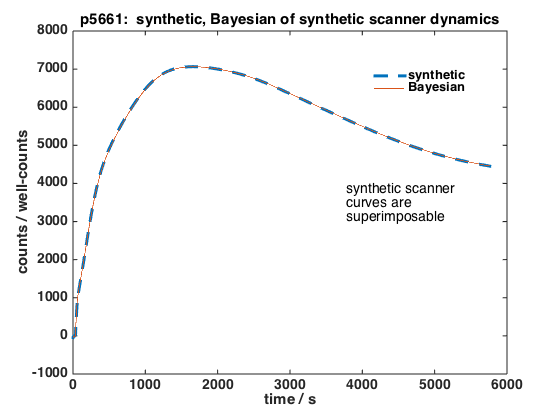 p5661:  synthetic, Bayesian of synthetic scanner dynamics
8000
7000
6000
5000
4000
3000
2000
1000
0
-1000
counts / well-counts
synthetic
Bayesian
synthetic scanner
curves are
superimposable
0 1000 2000 3000 4000 5000 6000
time / s